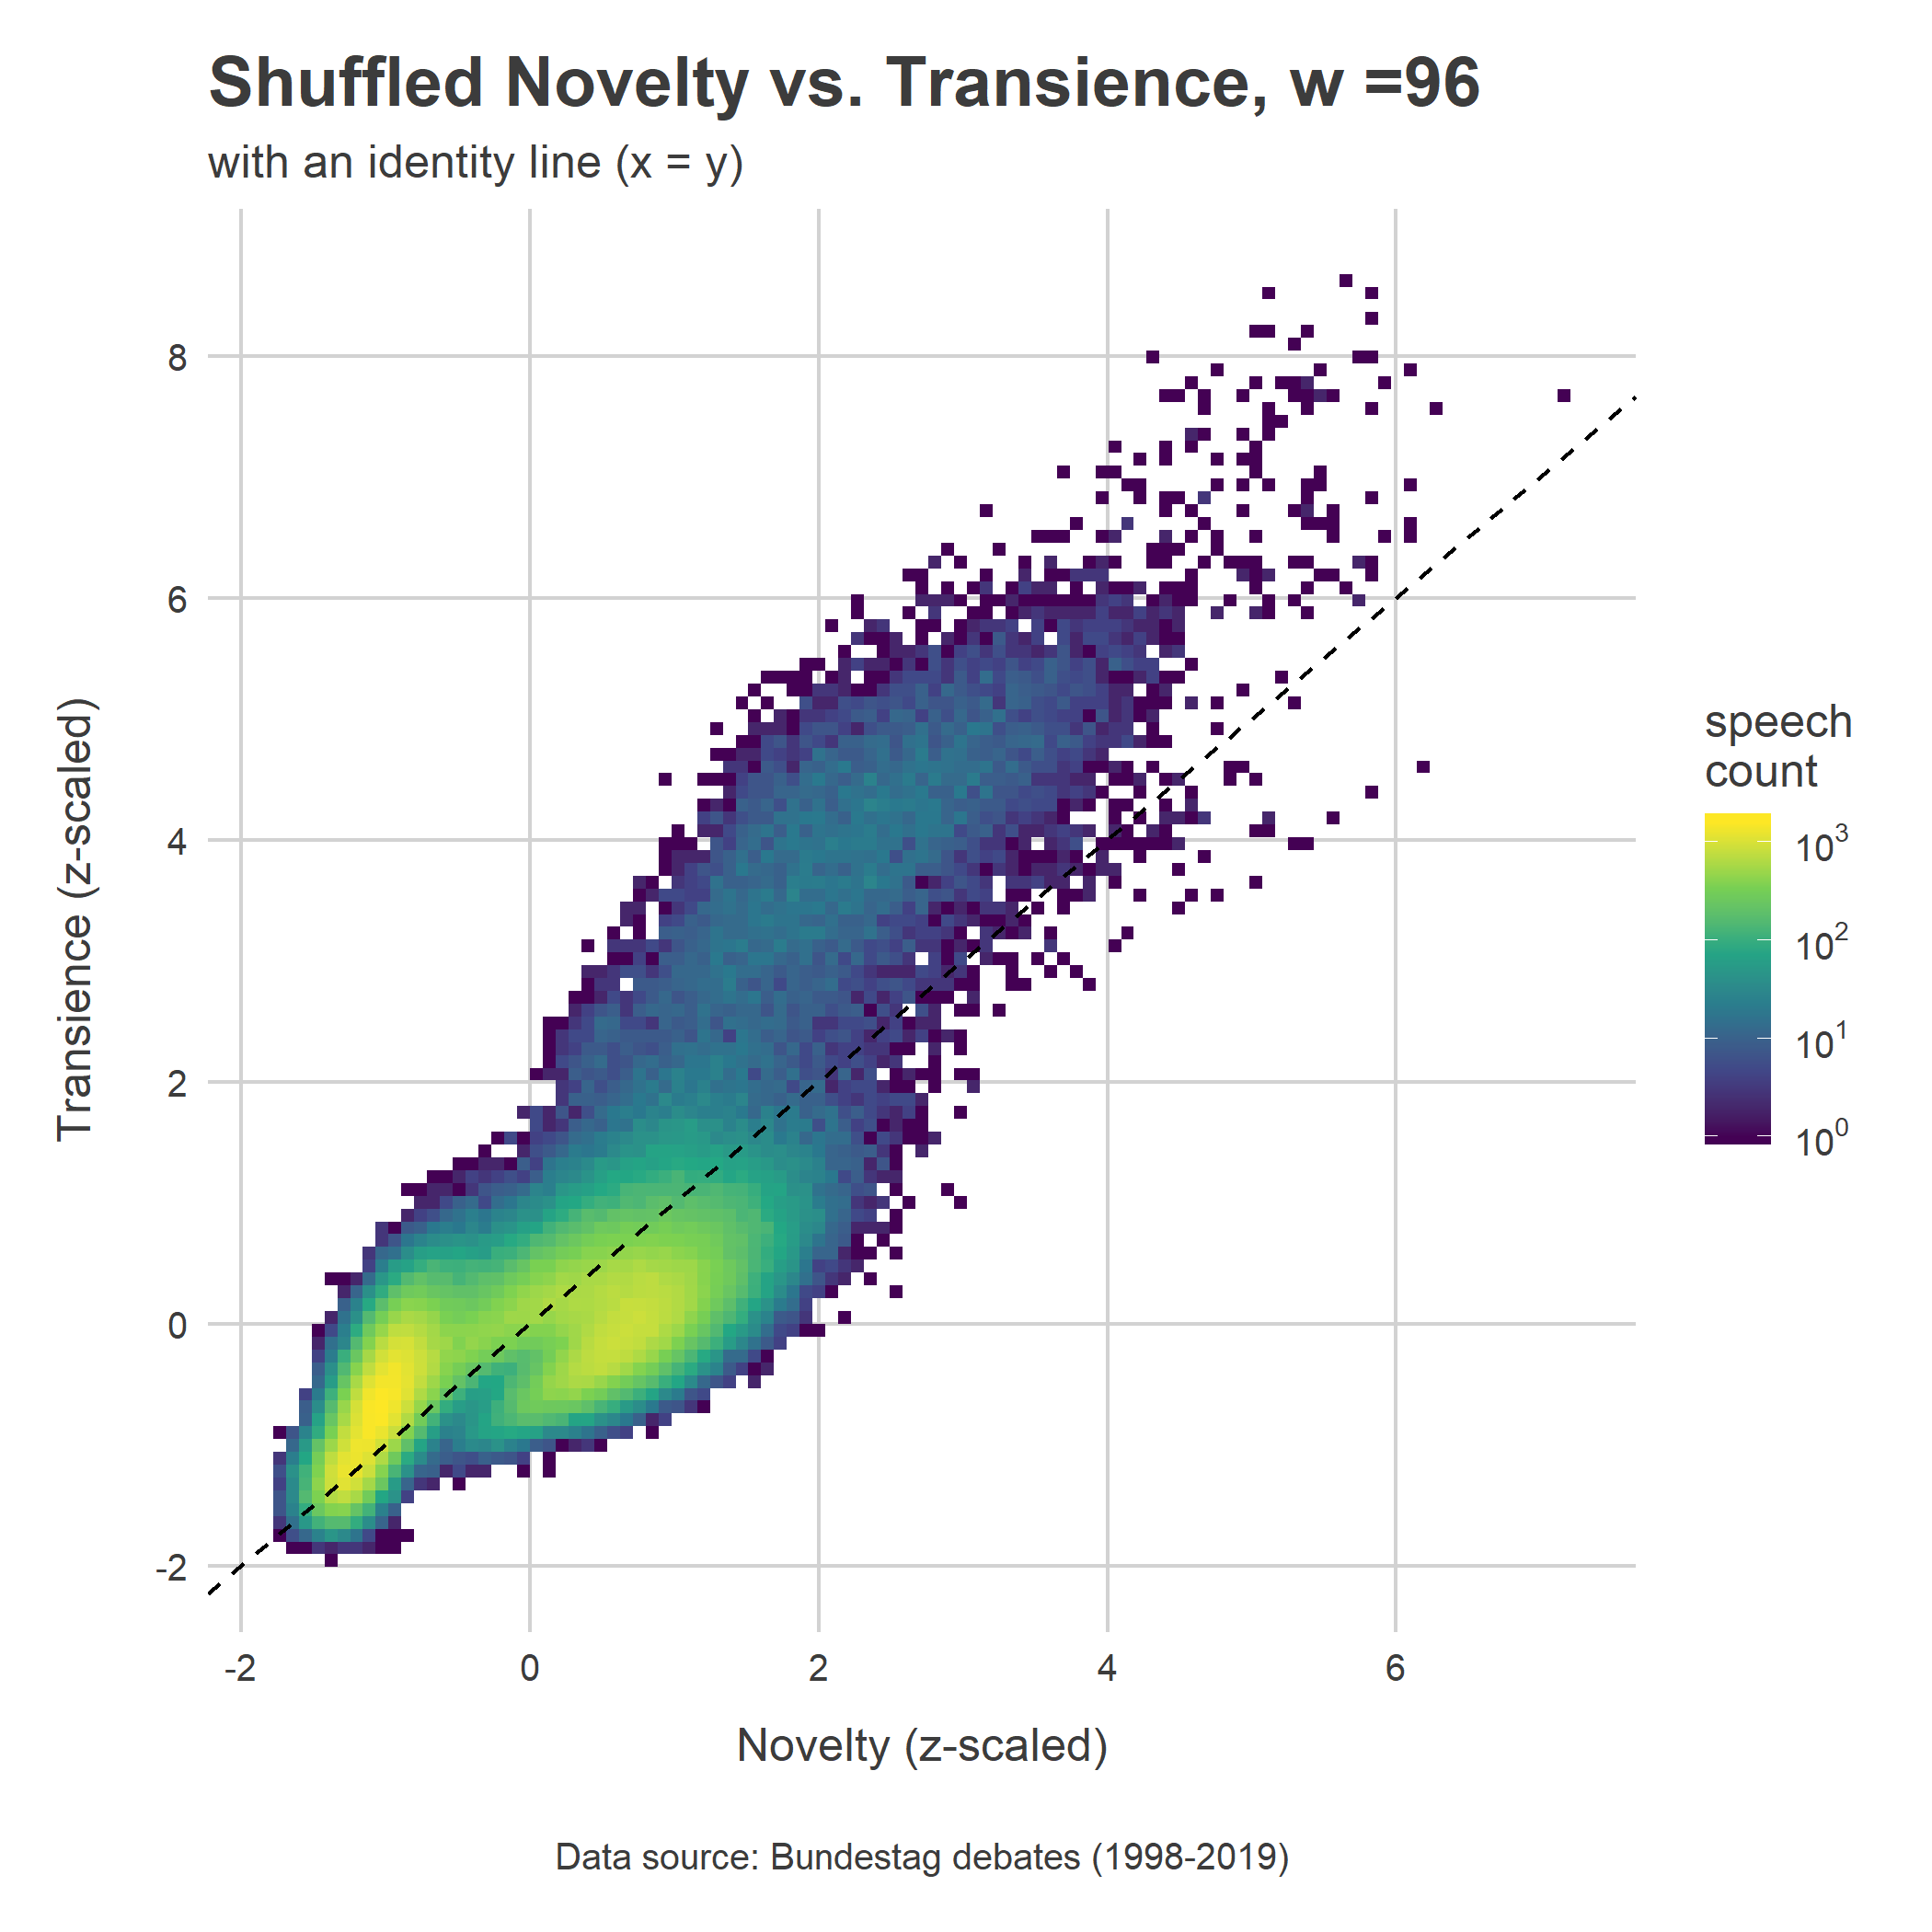 Shuffled Novelty vs. Transience, w =96
with an identity line (x = y)
Transience (z-scaled)
8
6
4
2
0
-2
-2 0 2 4 6
Novelty (z-scaled)
speech
count
10³
10²
10¹
10⁰
Data source: Bundestag debates (1998-2019)